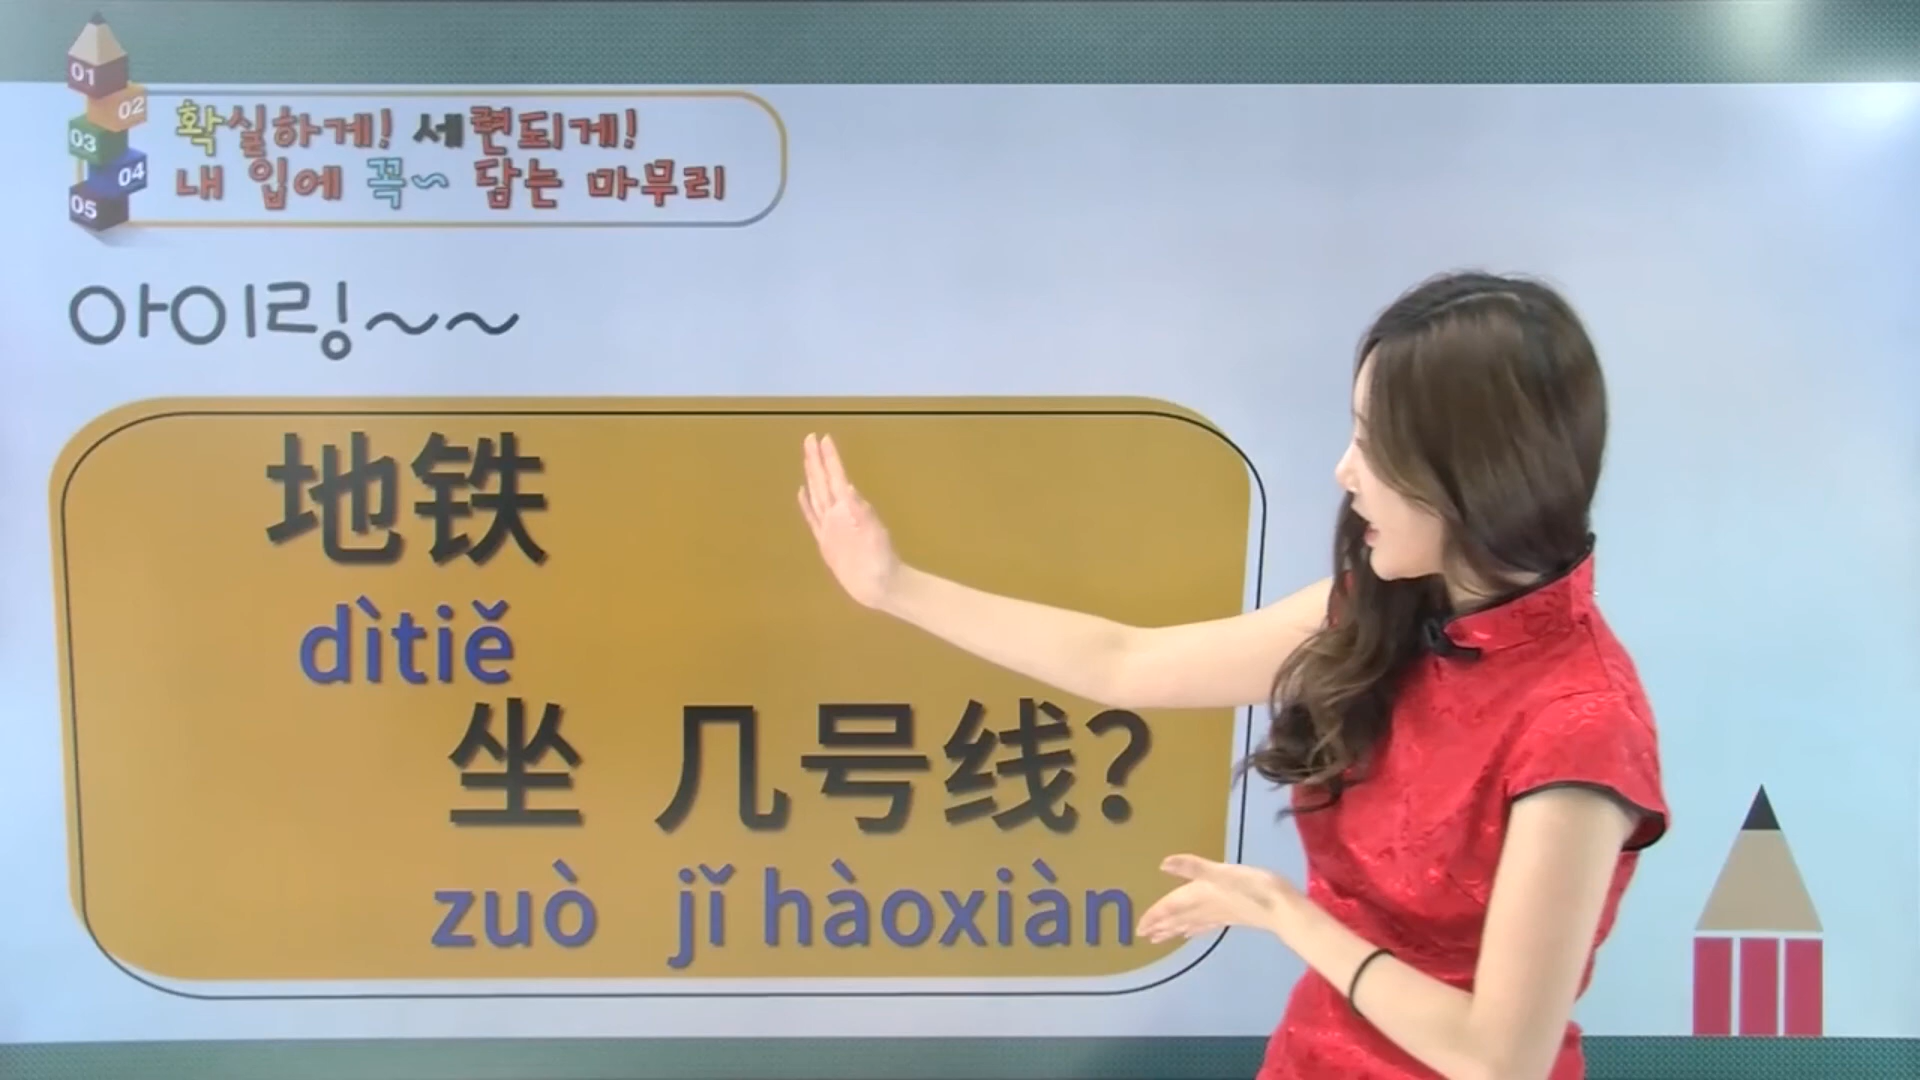 01
02
03
04
05
확실하게! 세련되게!
내 입에 꼭~ 담는 마무리
아이링~~
地铁
dìtiě
坐 几号线?
zuò jǐ hàoxiàn